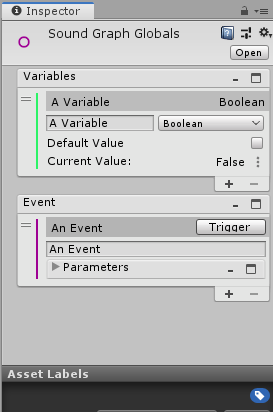 Inspector
Sound Graph Globals
Open
Variables
A Variable Boolean
A Variable Boolean
Default Value
Current Value: False
Event
An Event Trigger
An Event
Parameters
Asset Labels